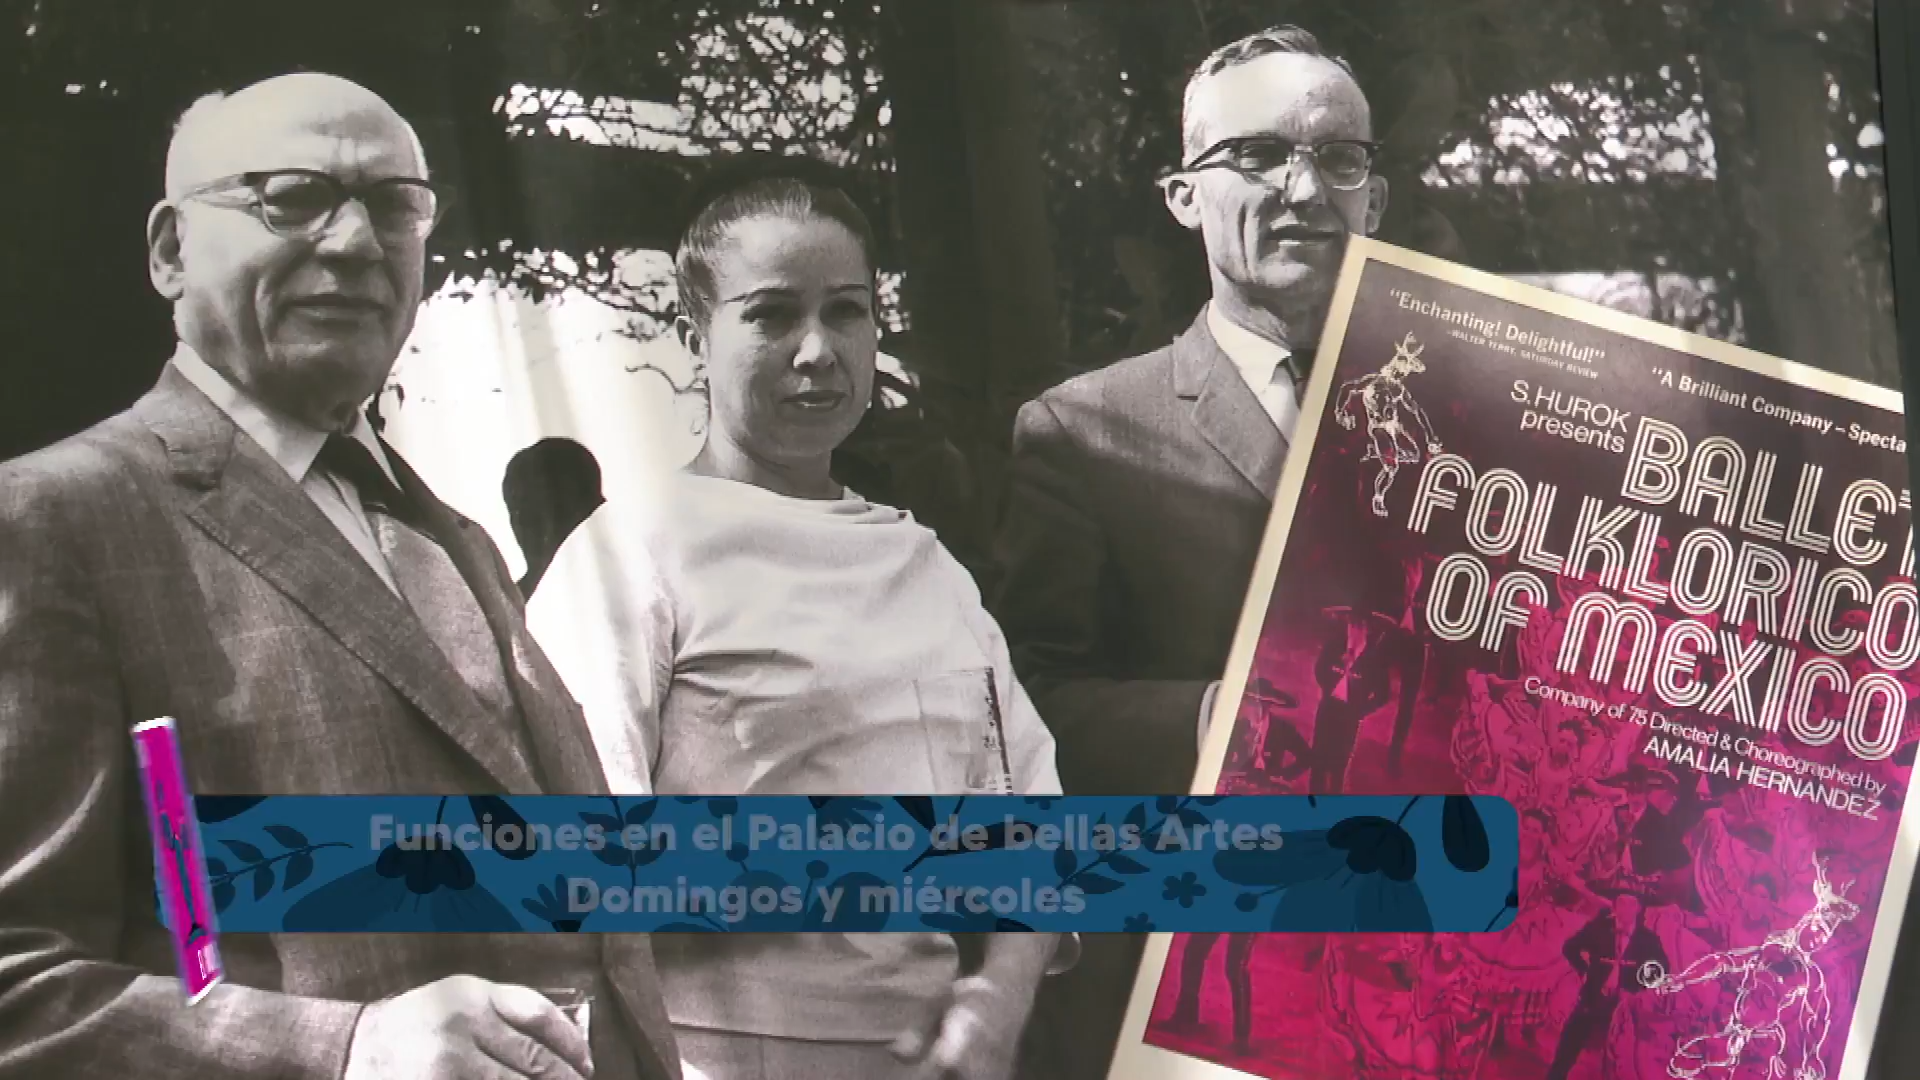 "Enchanting! Delightful!"
-WALTER TERRY, SATURDAY REVIEW
"A Brilliant Company - Specta
S. HUROK
presents
BALLET
FOLKLORICO
OF MEXICO
Company of 75 Directed & Choreographed by
AMALIA HERNANDEZ
Funciones en el Palacio de bellas Artes
Domingos y miércoles